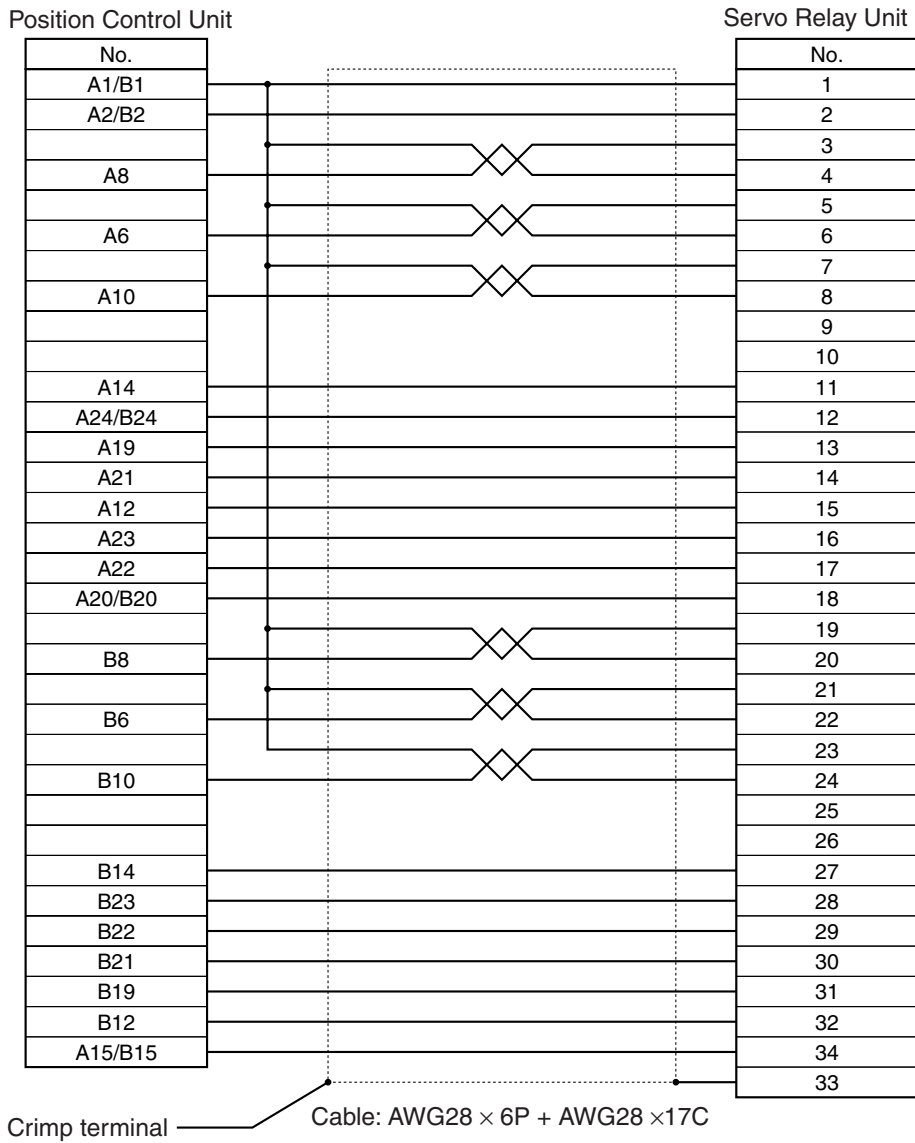 Position Control Unit Servo Relay Unit
No. No.
A1/B1 1
A2/B2 2
3
A8 4
5
A6 6
7
A10 8
9
10
A14 11
A24/B24 12
A19 13
A21 14
A12 15
A23 16
A22 17
A20/B20 18
19
B8 20
21
B6 22
23
B10 24
25
26
B14 27
B23 28
B22 29
B21 30
B19 31
B12 32
A15/B15 34
33
Crimp terminal Cable: AWG28 × 6P + AWG28 ×17C